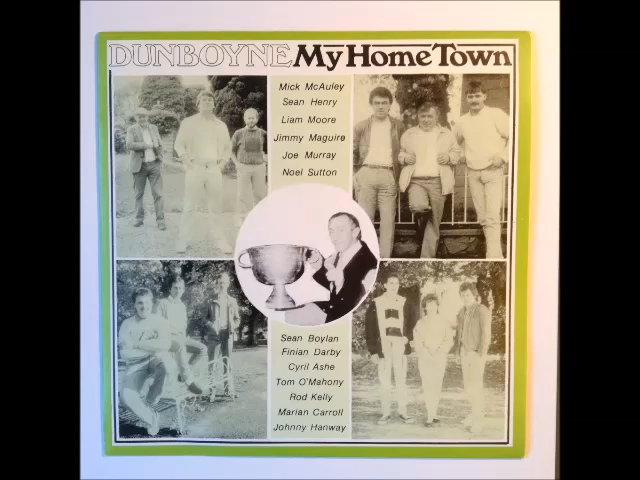 DUNBOYNE My Home Town
Mick McAuley
Sean Henry
Liam Moore
Jimmy Maguire
Joe Murray
Noel Sutton
Sean Boylan
Finian Darby
Cyril Ashe
Tom O'Mahony
Rod Kelly
Marian Carroll
Johnny Hanway